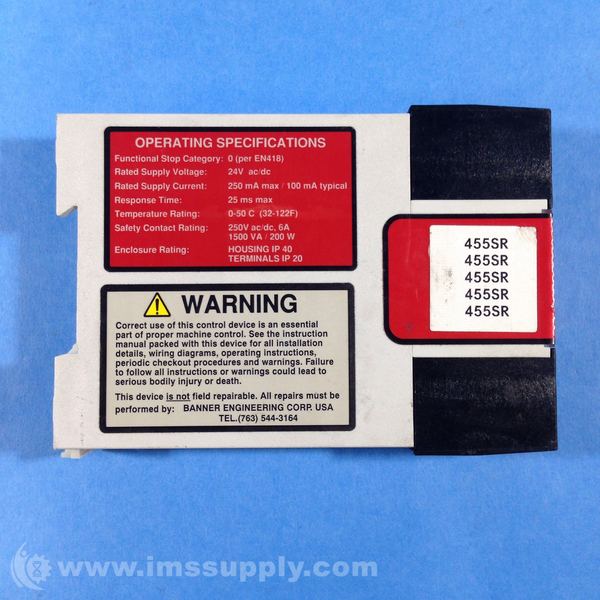 OPERATING SPECIFICATIONS
Functional Stop Category: 0 (per EN418)
Rated Supply Voltage: 24V ac/dc
Rated Supply Current: 250 mA max / 100 mA typical
Response Time: 25 ms max
Temperature Rating: 0-50 C (32-122F)
Safety Contact Rating: 250V ac/dc, 6A
1500 VA / 200 W
Enclosure Rating: HOUSING IP 40
TERMINALS IP 20
455SR
455SR
455SR
455SR
455SR
WARNING
Correct use of this control device is an essential
part of proper machine control. See the instruction
manual packed with this device for all installation
details, wiring diagrams, operating instructions,
periodic checkout procedures and warnings. Failure
to follow all instructions or warnings could lead to
serious bodily injury or death.
This device is not field repairable. All repairs must be
performed by: BANNER ENGINEERING CORP. USA
TEL.(763) 544-3164
www.imssupply.com